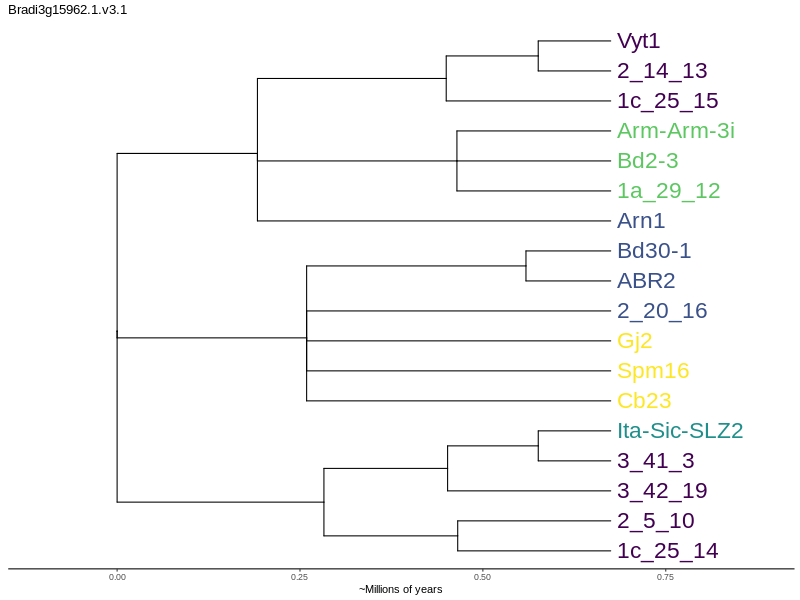 Bradi3g15962.1.v3.1
Vyt1
2_14_13
1c_25_15
Arm-Arm-3i
Bd2-3
1a_29_12
Arn1
Bd30-1
ABR2
2_20_16
Gj2
Spm16
Cb23
Ita-Sic-SLZ2
3_41_3
3_42_19
2_5_10
1c_25_14
0.00 0.25 0.50 0.75
~Millions of years